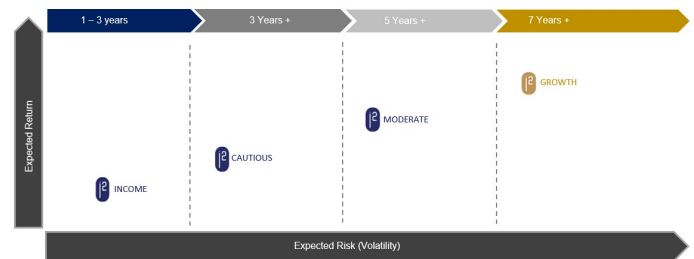 1 – 3 years
3 Years +
5 Years +
7 Years +
Expected Return
GROWTH
MODERATE
CAUTIOUS
INCOME
Expected Risk (Volatility)